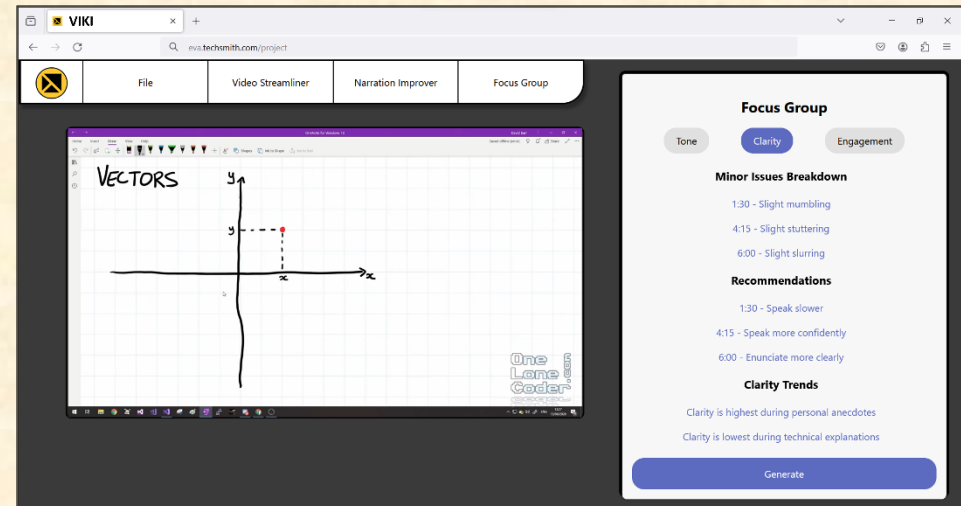 VIKI
eva.techsmith.com/project
File
Video Streamliner
Narration Improver
Focus Group
VECTORS
y
y
x
x
One
Lone
Coder
.com
Focus Group
Tone
Clarity
Engagement
Minor Issues Breakdown
1:30 - Slight mumbling
4:15 - Slight stuttering
6:00 - Slight slurring
Recommendations
1:30 - Speak slower
4:15 - Speak more confidently
6:00 - Enunciate more clearly
Clarity Trends
Clarity is highest during personal anecdotes
Clarity is lowest during technical explanations
Generate